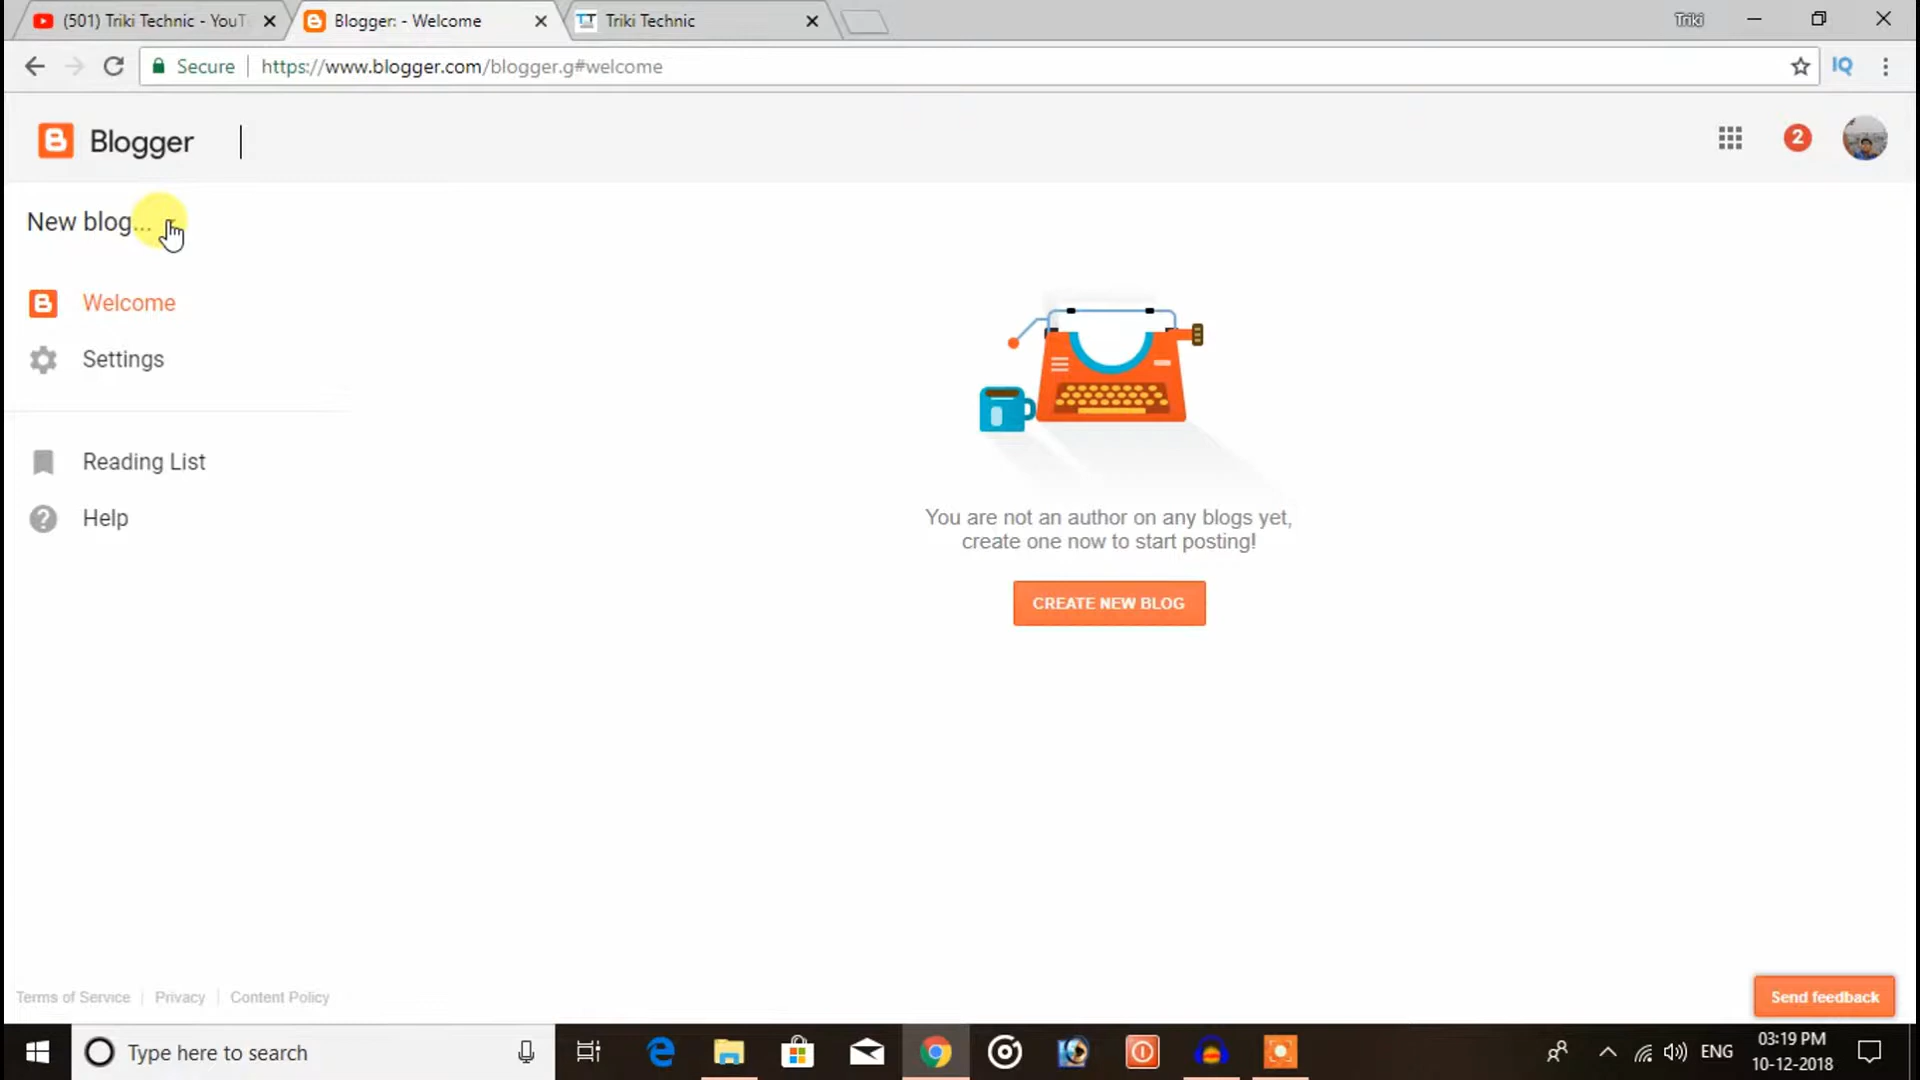 (501) Triki Technic - YouT
Blogger: - Welcome
Triki Technic
Triki
Secure
https://www.blogger.com/blogger.g#welcome
IQ
Blogger
2
New blog...
Welcome
Settings
Reading List
Help
You are not an author on any blogs yet,
create one now to start posting!
CREATE NEW BLOG
Terms of Service
Privacy
Content Policy
Send feedback
Type here to search
ENG
03:19 PM
10-12-2018